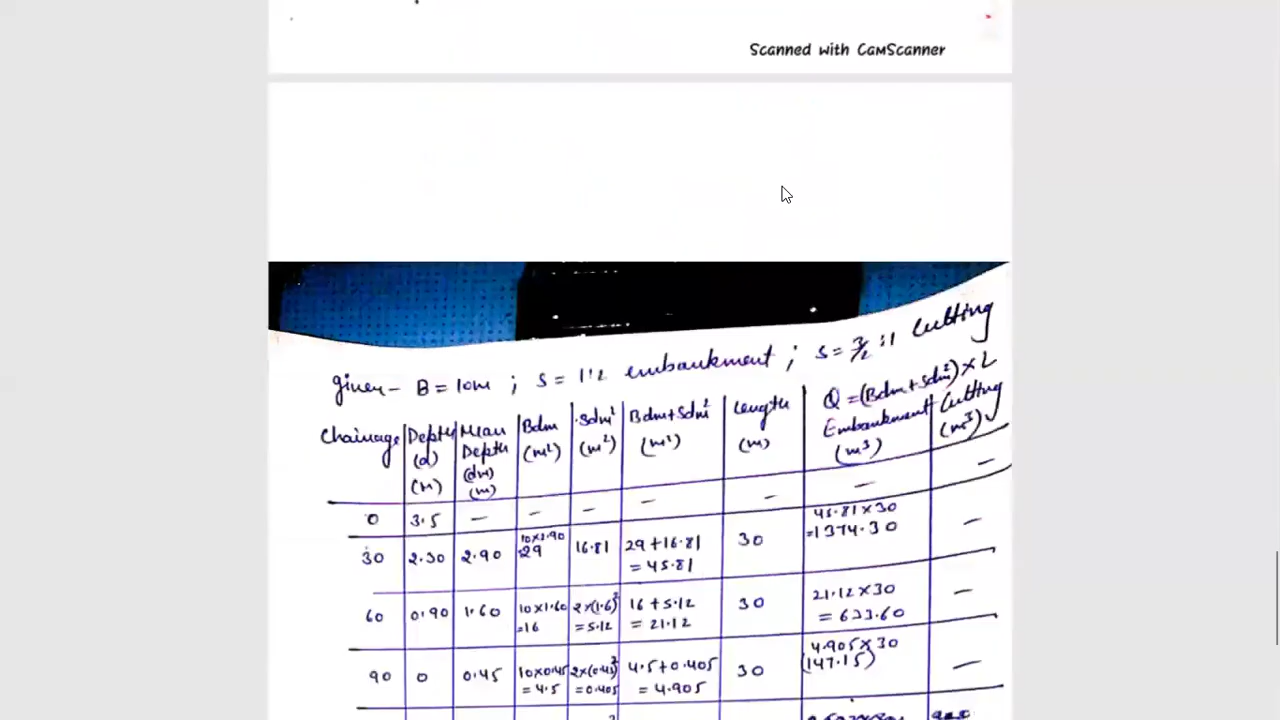 Scanned with CamScanner
given- B = 10m ; S = 1:2 embankment ; S = 3/2 :1 Cutting
Q = (Bdm+Sdm²) × L
Chainage Depth (d) (m) Mean Depth (dm) (m) Bdm (m²) Sdm² (m²) Bdm+Sdm² (m²) Length (m) Embankment (m³) Cutting (m³)
0 3.5 — — — — — — —
30 2.30 2.90 10×2.90 =29 16.81 29+16.81 = 45.81 30 45.81×30 =1374.30 —
60 0.90 1.60 10×1.60 =16 2×(1.6)² =5.12 16+5.12 = 21.12 30 21.12×30 = 633.60 —
90 0 0.45 10×0.45 = 4.5 2×(0.45)² =0.405 4.5+0.405 = 4.905 30 4.905×30 (147.15) —